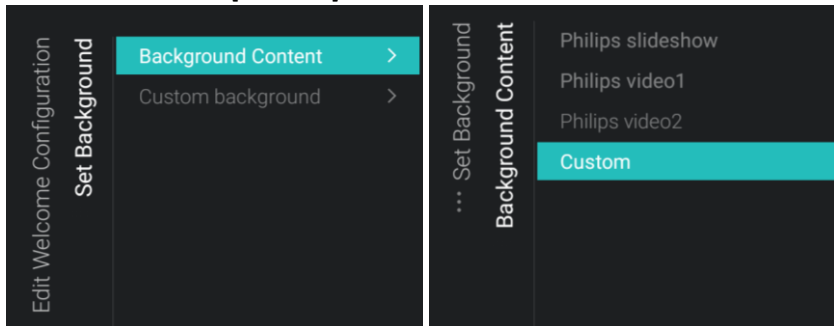 Edit Welcome Configuration
Set Background
Background Content
Custom background
... Set Background
Background Content
Philips slideshow
Philips video1
Philips video2
Custom